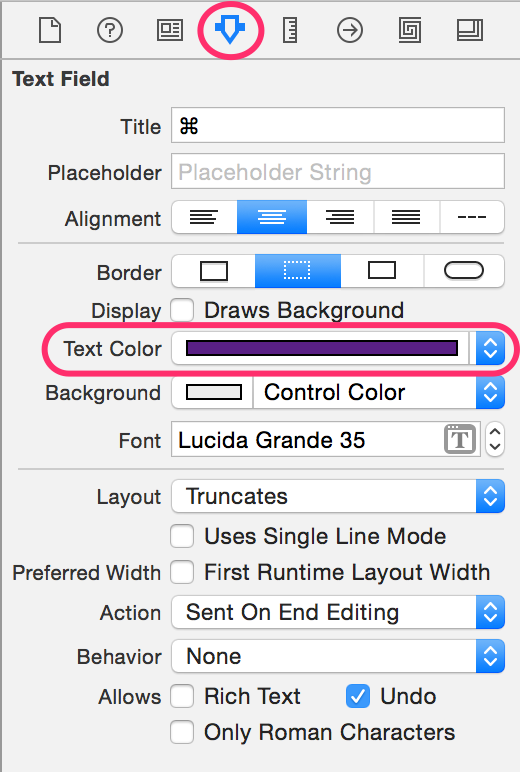 Text Field
Title ⌘
Placeholder Placeholder String
Alignment
Border
Display Draws Background
Text Color
Background Control Color
Font Lucida Grande 35 T
Layout Truncates
Uses Single Line Mode
Preferred Width First Runtime Layout Width
Action Sent On End Editing
Behavior None
Allows Rich Text Undo
Only Roman Characters